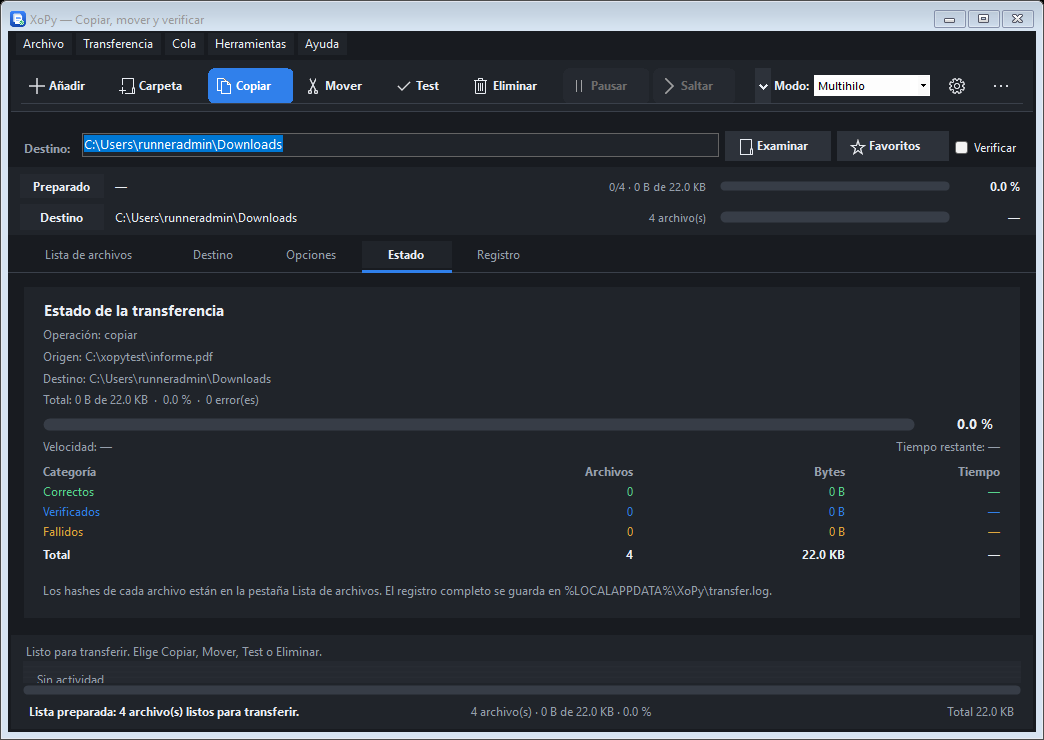 XoPy — Copiar, mover y verificar
Archivo Transferencia Cola Herramientas Ayuda
Añadir Carpeta Copiar Mover Test Eliminar Pausar Saltar Modo: Multihilo ...
Destino: C:\Users\runneradmin\Downloads Examinar Favoritos Verificar
Preparado — 0/4 · 0 B de 22.0 KB 0.0 %
Destino C:\Users\runneradmin\Downloads 4 archivo(s) —
Lista de archivos Destino Opciones Estado Registro
Estado de la transferencia
Operación: copiar
Origen: C:\xopytest\informe.pdf
Destino: C:\Users\runneradmin\Downloads
Total: 0 B de 22.0 KB · 0.0 % · 0 error(es)
0.0 %
Velocidad: — Tiempo restante: —
Categoría Archivos Bytes Tiempo
Correctos 0 0 B —
Verificados 0 0 B —
Fallidos 0 0 B —
Total 4 22.0 KB —
Los hashes de cada archivo están en la pestaña Lista de archivos. El registro completo se guarda en %LOCALAPPDATA%\XoPy\transfer.log.
Listo para transferir. Elige Copiar, Mover, Test o Eliminar.
Sin actividad
Lista preparada: 4 archivo(s) listos para transferir. 4 archivo(s) · 0 B de 22.0 KB · 0.0 % Total 22.0 KB